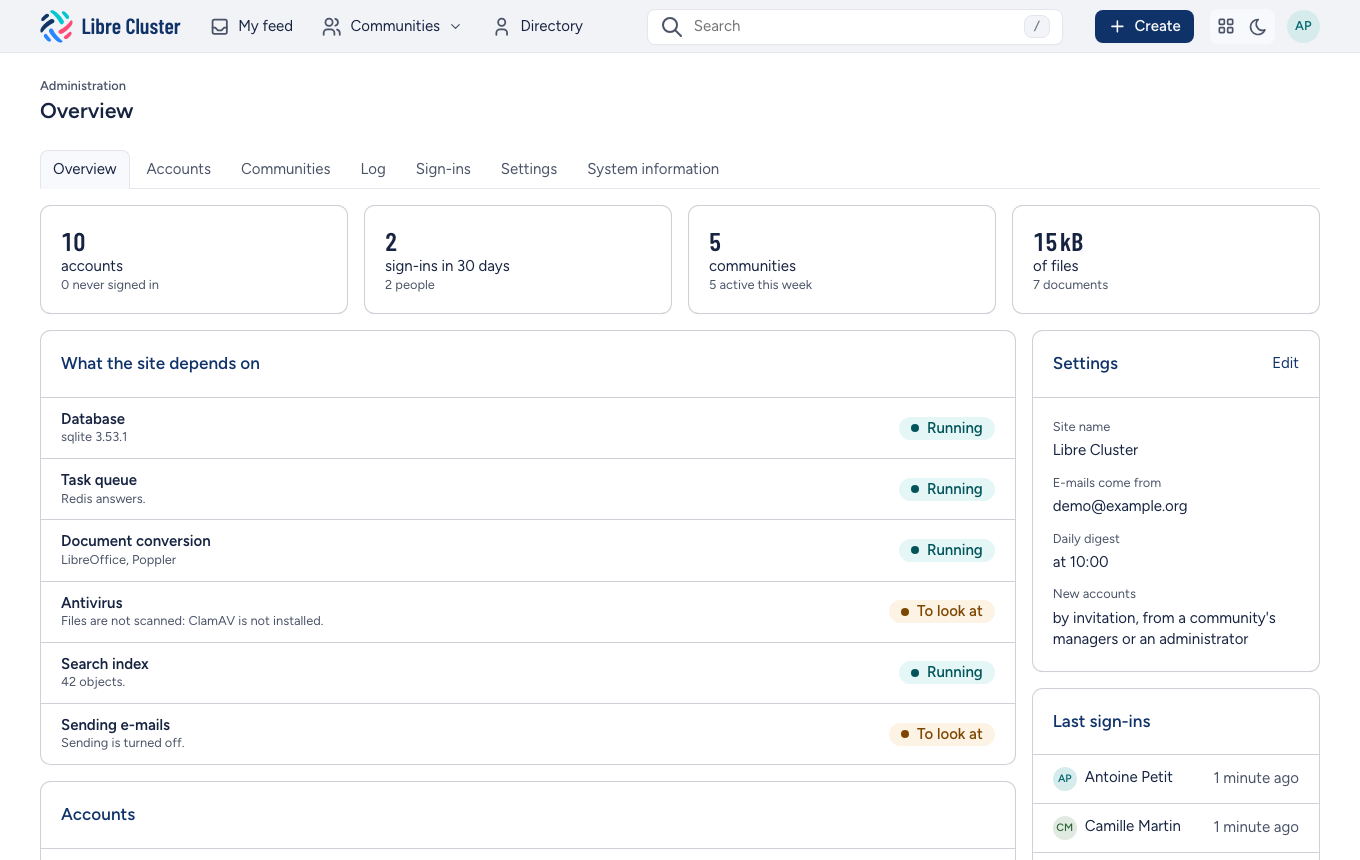 Libre Cluster
My feed
Communities
Directory
Search
/
Create
AP
Administration
Overview
Overview
Accounts
Communities
Log
Sign-ins
Settings
System information
10
accounts
0 never signed in
2
sign-ins in 30 days
2 people
5
communities
5 active this week
15 kB
of files
7 documents
What the site depends on
Database
sqlite 3.53.1
Running
Task queue
Redis answers.
Running
Document conversion
LibreOffice, Poppler
Running
Antivirus
Files are not scanned: ClamAV is not installed.
To look at
Search index
42 objects.
Running
Sending e-mails
Sending is turned off.
To look at
Accounts
Settings
Edit
Site name
Libre Cluster
E-mails come from
demo@example.org
Daily digest
at 10:00
New accounts
by invitation, from a community's
managers or an administrator
Last sign-ins
AP
Antoine Petit
1 minute ago
CM
Camille Martin
1 minute ago